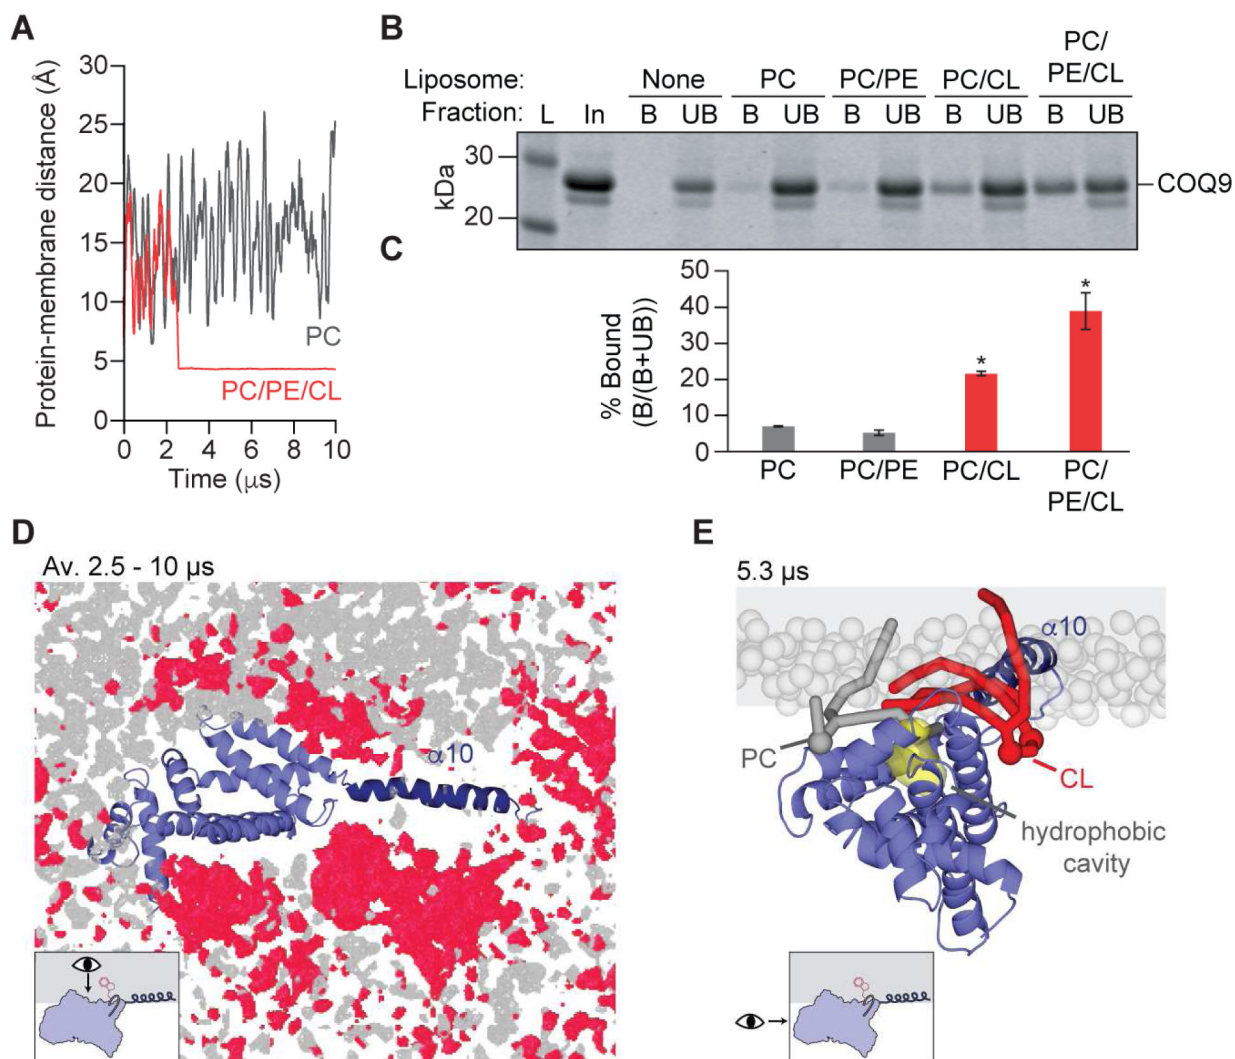 A
Protein-membrane distance (Å)
30
25
20
15
10
5
0
PC
PC/PE/CL
0 2 4 6 8 10
Time (μs)
B
Liposome: None PC PC/PE PC/CL PC/PE/CL
Fraction: L In B UB B UB B UB B UB B UB
kDa
30
20
COQ9
C
% Bound
(B/(B+UB))
50
40
30
20
10
0
* *
PC PC/PE PC/CL PC/
PE/CL
D
Av. 2.5 - 10 μs
α10
E
5.3 μs
α10
PC
CL
hydrophobic
cavity